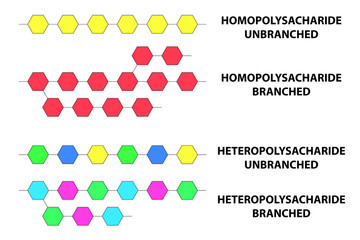 HOMOPOLYSACHARIDE
UNBRANCHED
HOMOPOLYSACHARIDE
BRANCHED
HETEROPOLYSACHARIDE
UNBRANCHED
HETEROPOLYSACHARIDE
BRANCHED